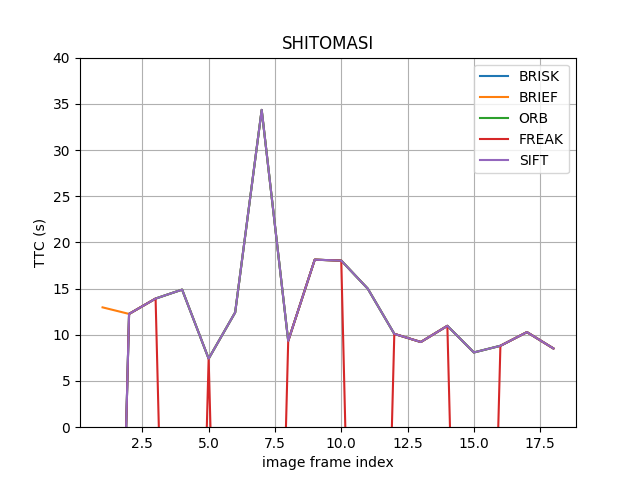 SHITOMASI
40
35
30
25
20
15
10
5
0
TTC (s)
BRISK
BRIEF
ORB
FREAK
SIFT
2.5 5.0 7.5 10.0 12.5 15.0 17.5
image frame index